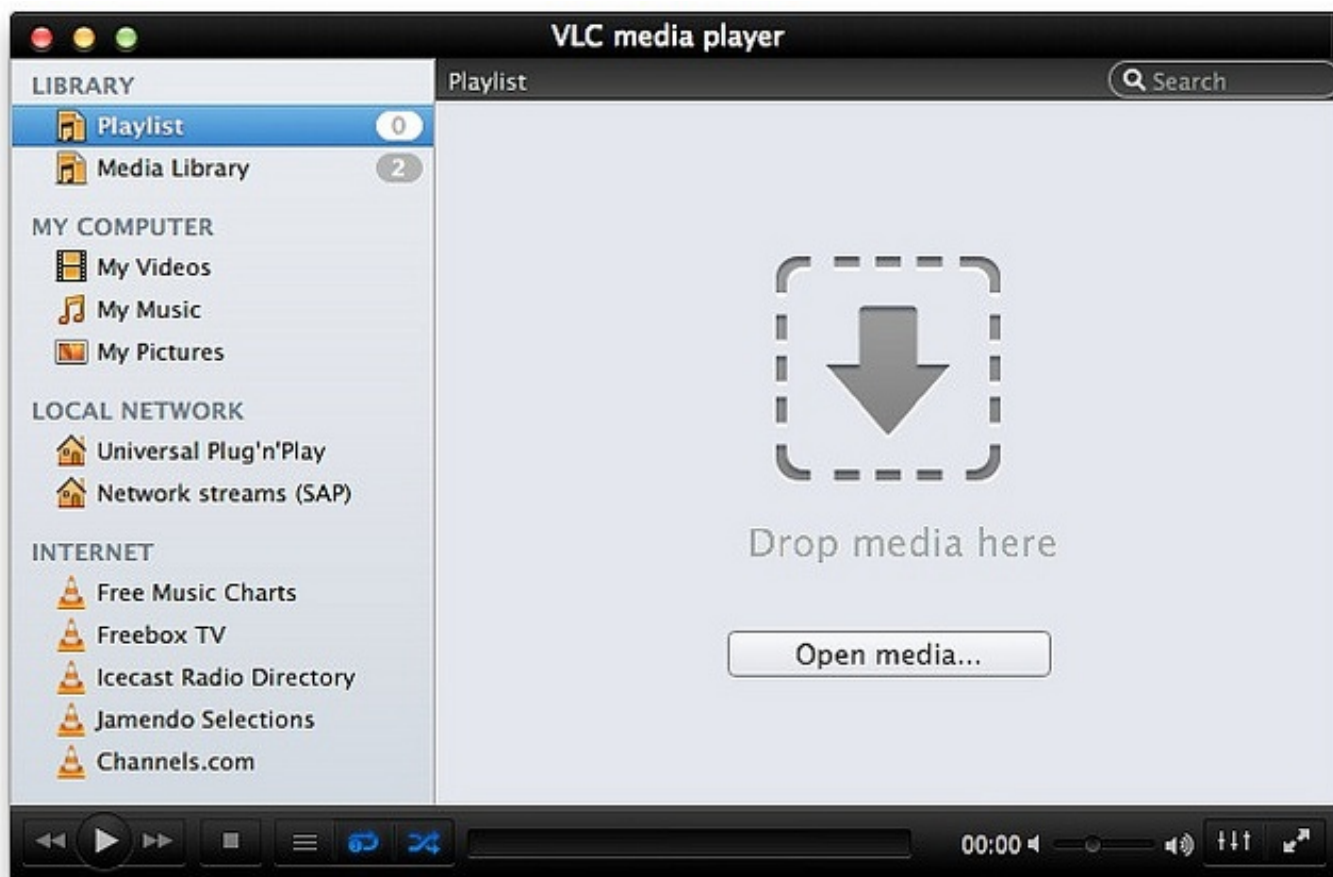 VLC media player
LIBRARY
Playlist 0
Media Library 2
MY COMPUTER
My Videos
My Music
My Pictures
LOCAL NETWORK
Universal Plug'n'Play
Network streams (SAP)
INTERNET
Free Music Charts
Freebox TV
Icecast Radio Directory
Jamendo Selections
Channels.com
Playlist Search
Drop media here
Open media...
00:00